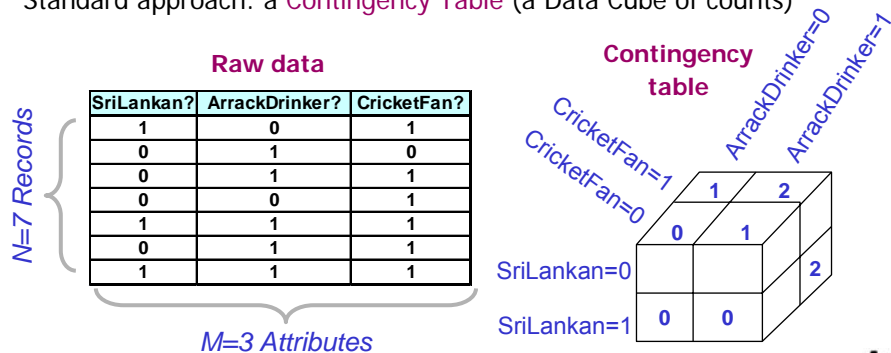 Standard approach: a Contingency Table (a Data Cube of counts)
Raw data
SriLankan? ArrackDrinker? CricketFan?
1 0 1
0 1 0
0 1 1
0 0 1
1 1 1
0 1 1
1 1 1
N=7 Records
M=3 Attributes
Contingency
table
ArrackDrinker=0
ArrackDrinker=1
CricketFan=1
CricketFan=0
1 2
0 1
SriLankan=0
2
SriLankan=1
0 0